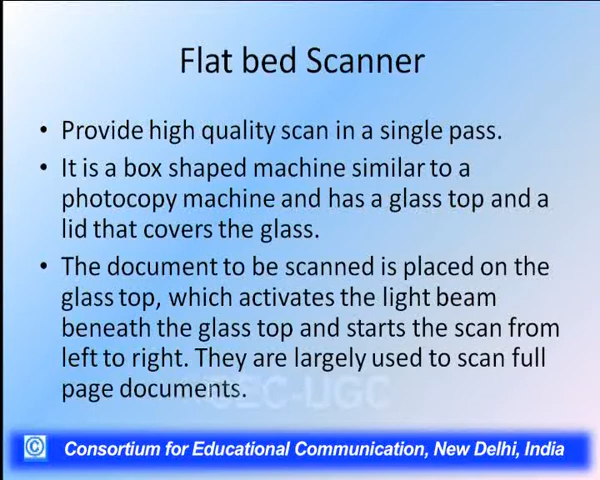 Flat bed Scanner
• Provide high quality scan in a single pass.
• It is a box shaped machine similar to a
photocopy machine and has a glass top and a
lid that covers the glass.
• The document to be scanned is placed on the
glass top, which activates the light beam
beneath the glass top and starts the scan from
left to right. They are largely used to scan full
page documents.
CEC-UGC
© Consortium for Educational Communication, New Delhi, India